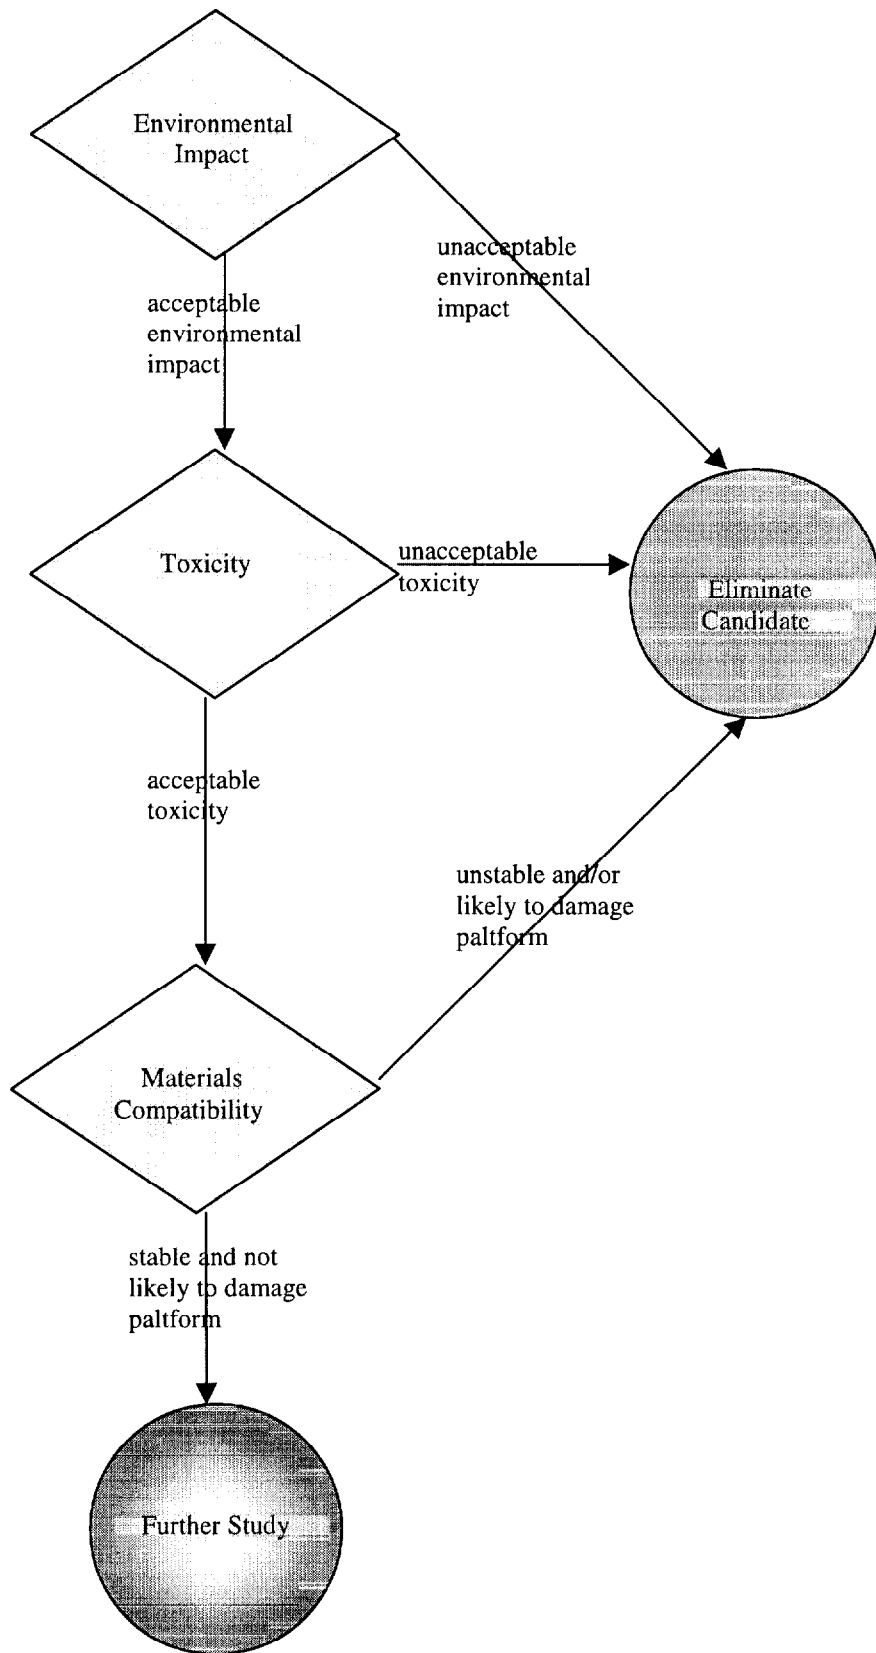 Environmental
Impact
unacceptable
environmental
impact
acceptable
environmental
impact
Toxicity
unacceptable
toxicity
Eliminate
Candidate
acceptable
toxicity
unstable and/or
likely to damage
paltform
Materials
Compatibility
stable and not
likely to damage
paltform
Further Study